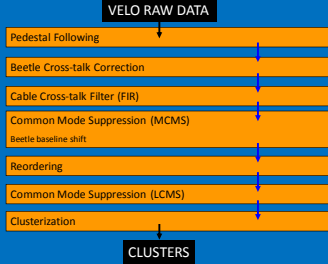 VELO RAW DATA
Pedestal Following
Beetle Cross-talk Correction
Cable Cross-talk Filter (FIR)
Common Mode Suppression (MCMS)
Beetle baseline shift
Reordering
Common Mode Suppression (LCMS)
Clusterization
CLUSTERS